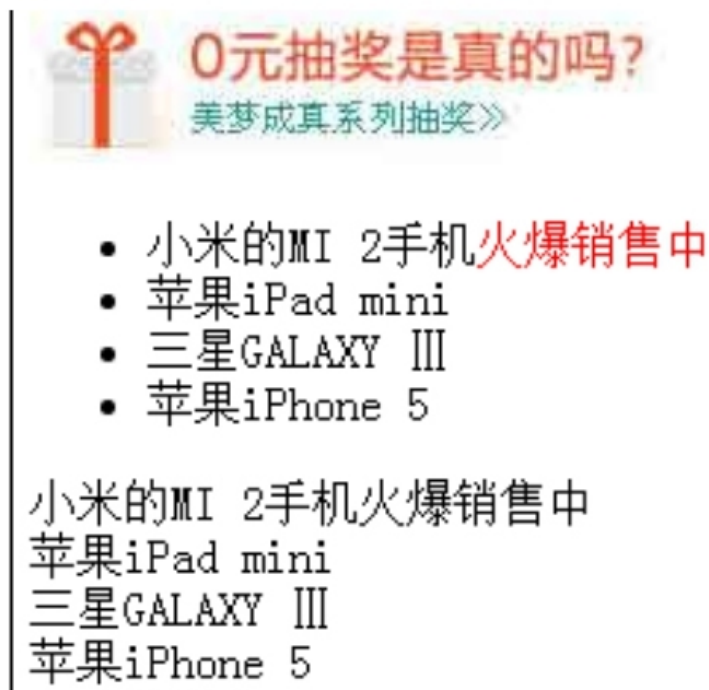 0元抽奖是真的吗?
美梦成真系列抽奖>>
小米的MI 2手机火爆销售中
苹果iPad mini
三星GALAXY Ⅲ
苹果iPhone 5
小米的MI 2手机火爆销售中
苹果iPad mini
三星GALAXY Ⅲ
苹果iPhone 5